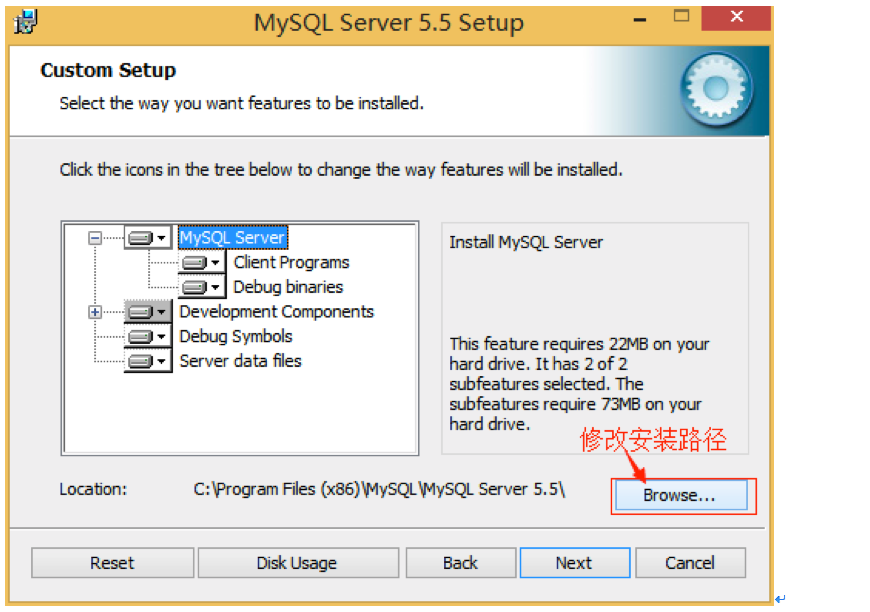 MySQL Server 5.5 Setup
Custom Setup
Select the way you want features to be installed.
Click the icons in the tree below to change the way features will be installed.
MySQL Server
Client Programs
Debug binaries
Development Components
Debug Symbols
Server data files
Install MySQL Server
This feature requires 22MB on your
hard drive. It has 2 of 2
subfeatures selected. The
subfeatures require 73MB on your
hard drive.
修改安装路径
Location:
C:\Program Files (x86)\MySQL\MySQL Server 5.5\
Browse...
Reset
Disk Usage
Back
Next
Cancel